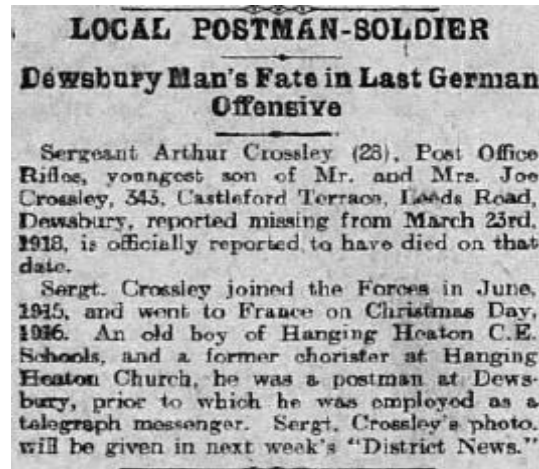 LOCAL POSTMAN-SOLDIER
Dewsbury Man's Fate in Last German
Offensive
Sergeant Arthur Crossley (28), Post Office
Rifles, youngest son of Mr. and Mrs. Joe
Crossley, 343, Castleford Terrace, Leeds Road,
Dewsbury, reported missing from March 23rd,
1918, is officially reported to have died on that
date.
Sergt. Crossley joined the Forces in June,
1915, and went to France on Christmas Day,
1916. An old boy of Hanging Heaton C.E.
Schools, and a former chorister at Hanging
Heaton Church, he was a postman at Dews-
bury, prior to which he was employed as a
telegraph messenger. Sergt. Crossley's photo.
will be given in next week's "District News."